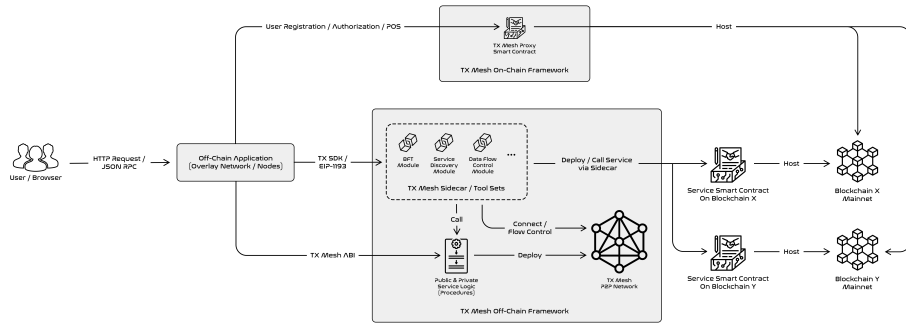 User Registration / Authorization / POS
Host
TX Mesh Proxy
Smart Contract
TX Mesh On-Chain Framework
User / Browser
HTTP Request /
JSON RPC
Off-Chain Application
(Overlay Network / Nodes)
TX SDK /
EIP-1193
BFT
Module
Service
Discovery
Module
Data Flow
Control
Module
...
TX Mesh Sidecar / Tool Sets
Deploy / Call Service
via Sidecar
Service Smart Contract
On Blockchain X
Host
Blockchain X
Mainnet
Call
Connect /
Flow Control
TX Mesh ABI
Public & Private
Service Logic
(Procedures)
Deploy
TX Mesh
P2P Network
Service Smart Contract
On Blockchain Y
Host
Blockchain Y
Mainnet
TX Mesh Off-Chain Framework